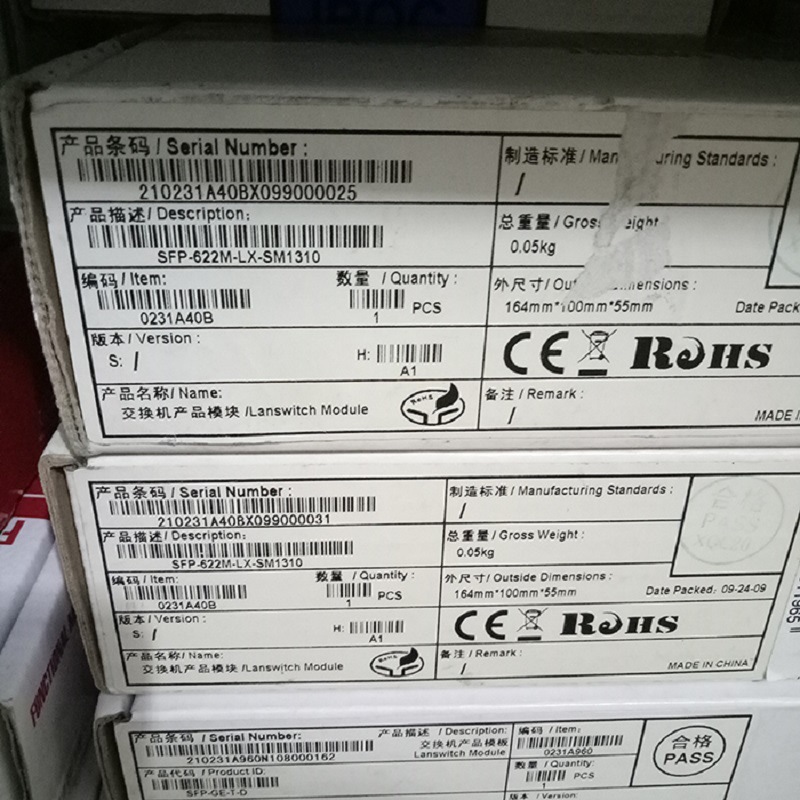 产品条码 / Serial Number :
210231A40BX099000025
产品描述 / Description:
SFP-622M-LX-SM1310
编码 / Item:
0231A40B
数量 / Quantity :
1 PCS
版本 / Version :
S: /
H:
A1
产品名称/ Name:
交换机产品模块 /Lanswitch Module
RoHS
制造标准 / Standards :
/
总重量 /
0.05kg
外尺寸/
164mm*100mm*55mm
Date
CE RoHS
备注 / Remark :
/
MADE
产品条码 / Serial Number :
210231A40BX099000031
产品描述 / Description:
SFP-622M-LX-SM1310
编码 / Item:
0231A40B
数量 / Quantity :
1 PCS
版本 / Version :
S: /
H:
A1
产品名称/ Name:
交换机产品模块 /Lanswitch Module
RoHS
制造标准 / Manufacturing Standards :
/
总重量 / Gross Weight :
0.05kg
外尺寸 / Outside Dimensions :
164mm*100mm*55mm
Date Packed: 09-24-09
CE RoHS
备注 / Remark :
/
MADE IN CHINA
产品条码 / Serial Number:
210231A960N108000162
产品代码 / Product ID:
SFP-GE-T-D
产品描述 / Description:
交换机产品模板
Lanswitch Module
编码 / Item:
0231A960
数量 / Quantity:
1 PCS
版本 / Version:
合格
PASS